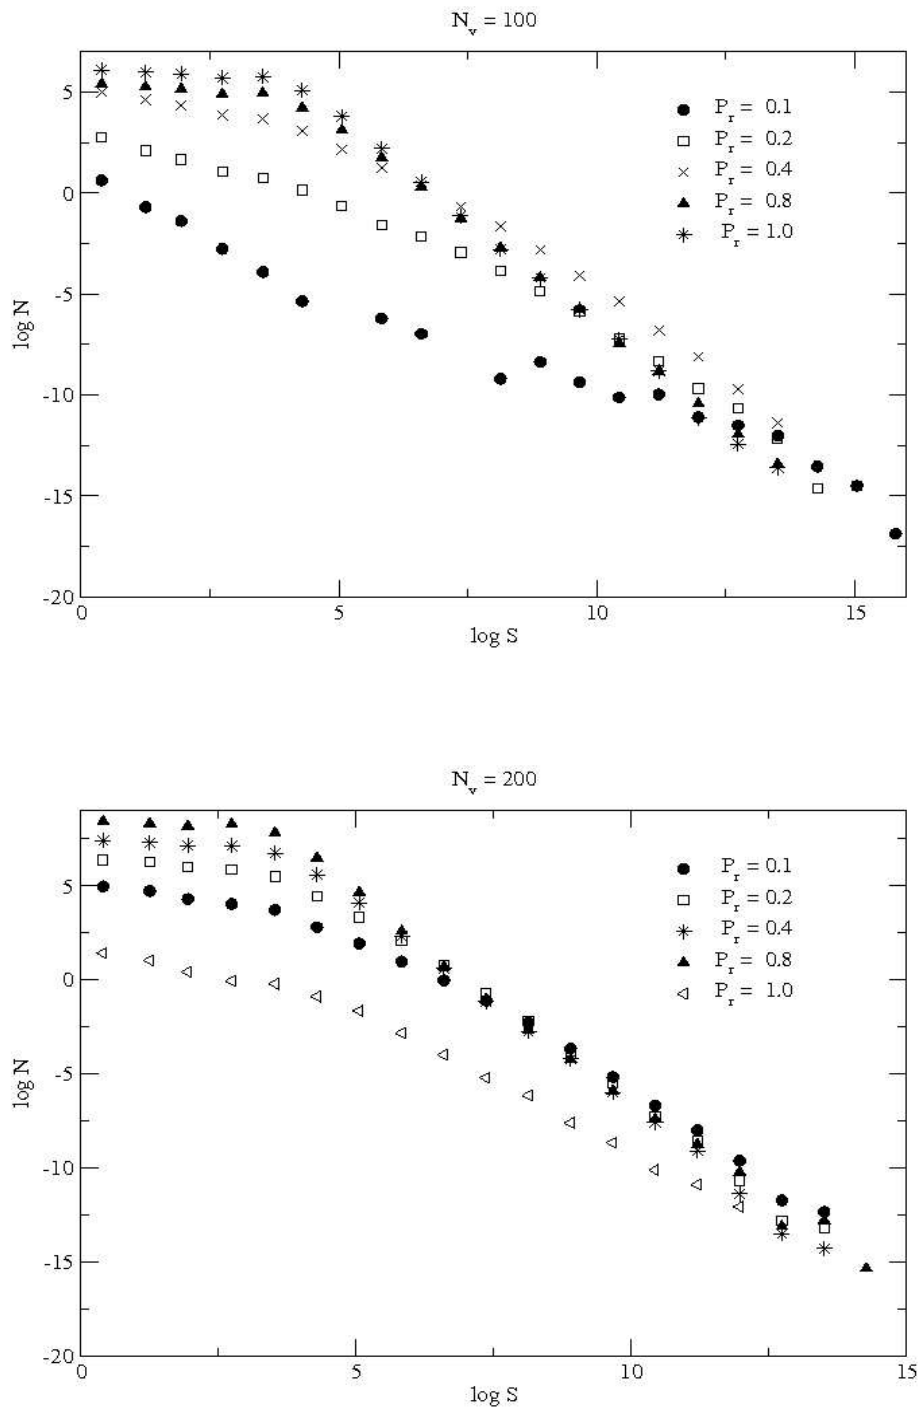 N_v = 100
5
0
-5
-10
-15
-20
log N
P_r = 0.1
P_r = 0.2
P_r = 0.4
P_r = 0.8
P_r = 1.0
0 5 10 15
log S
N_v = 200
5
0
-5
-10
-15
-20
log N
P_r = 0.1
P_r = 0.2
P_r = 0.4
P_r = 0.8
P_r = 1.0
0 5 10 15
log S